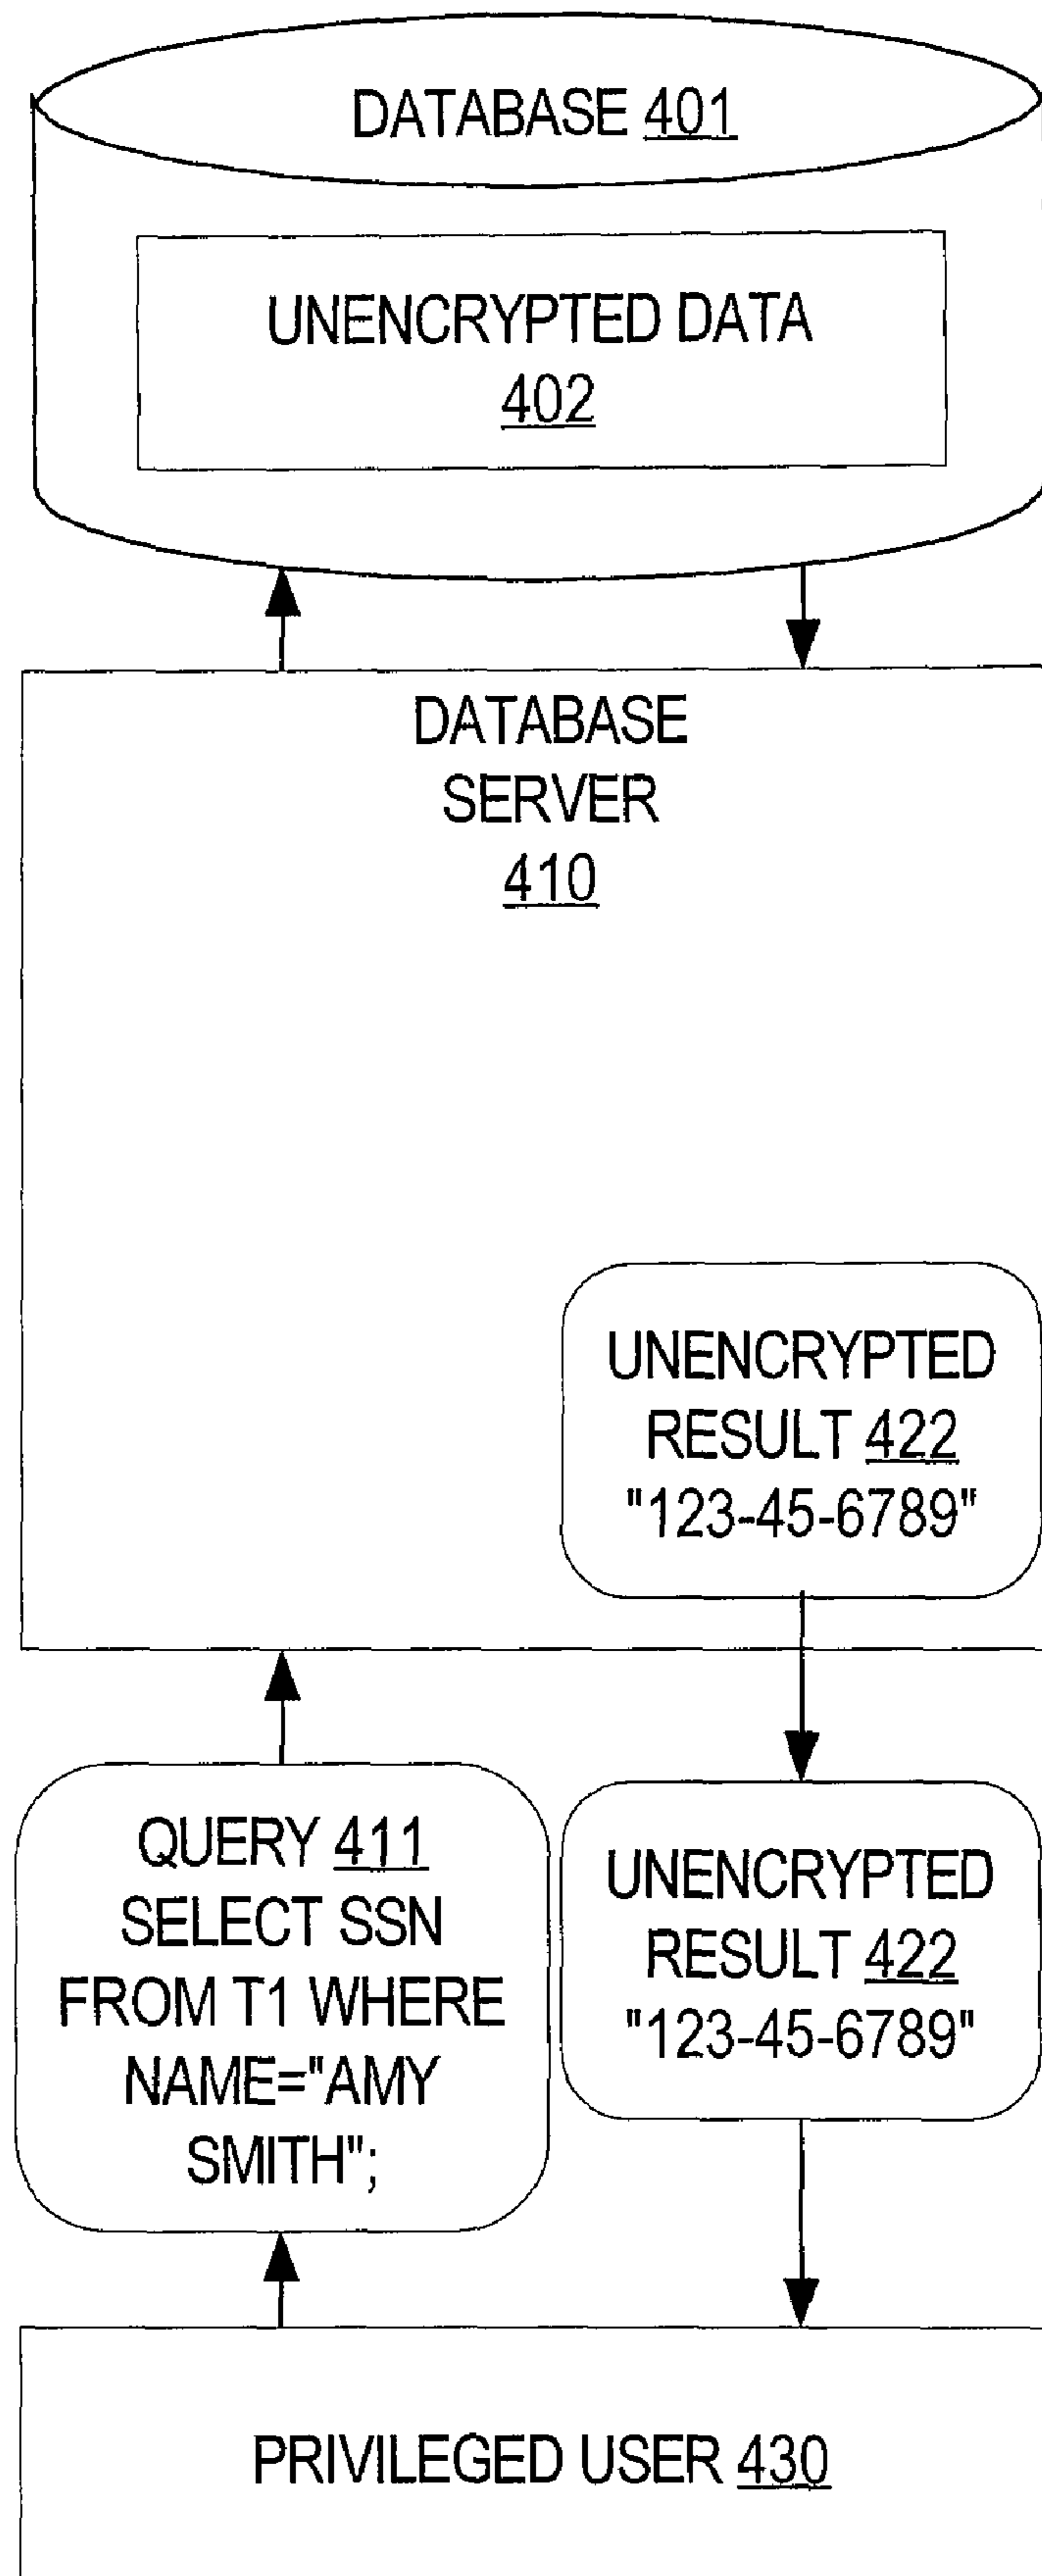 DATABASE 401
UNENCRYPTED DATA
402
DATABASE
SERVER
410
UNENCRYPTED
RESULT 422
"123-45-6789"
QUERY 411
SELECT SSN
FROM T1 WHERE
NAME="AMY
SMITH";
UNENCRYPTED
RESULT 422
"123-45-6789"
PRIVILEGED USER 430